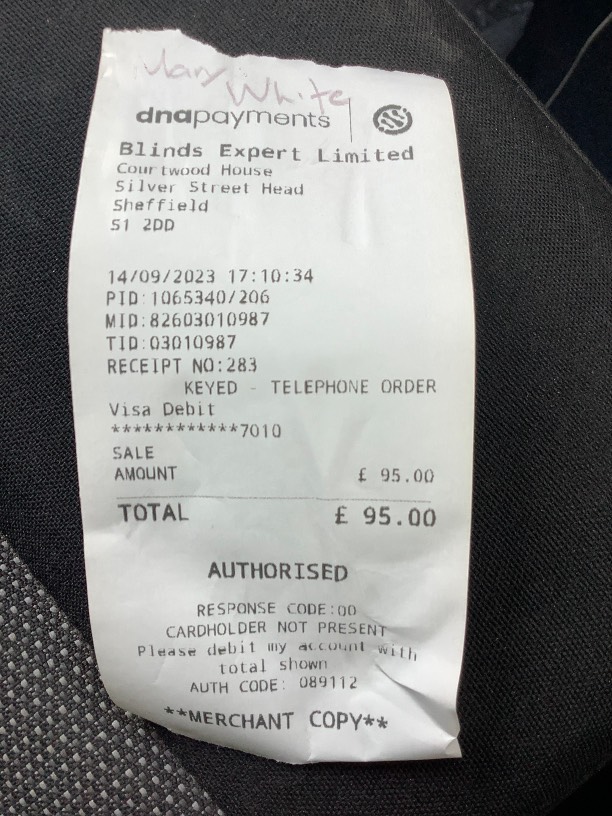 Mary White
dnapayments
Blinds Expert Limited
Courtwood House
Silver Street Head
Sheffield
S1 2DD
14/09/2023 17:10:34
PID:1065340/206
MID:82603010987
TID:03010987
RECEIPT NO:283
KEYED - TELEPHONE ORDER
Visa Debit
************7010
SALE
AMOUNT £ 95.00
TOTAL £ 95.00
AUTHORISED
RESPONSE CODE:00
CARDHOLDER NOT PRESENT
Please debit my account with
total shown
AUTH CODE: 089112
**MERCHANT COPY**